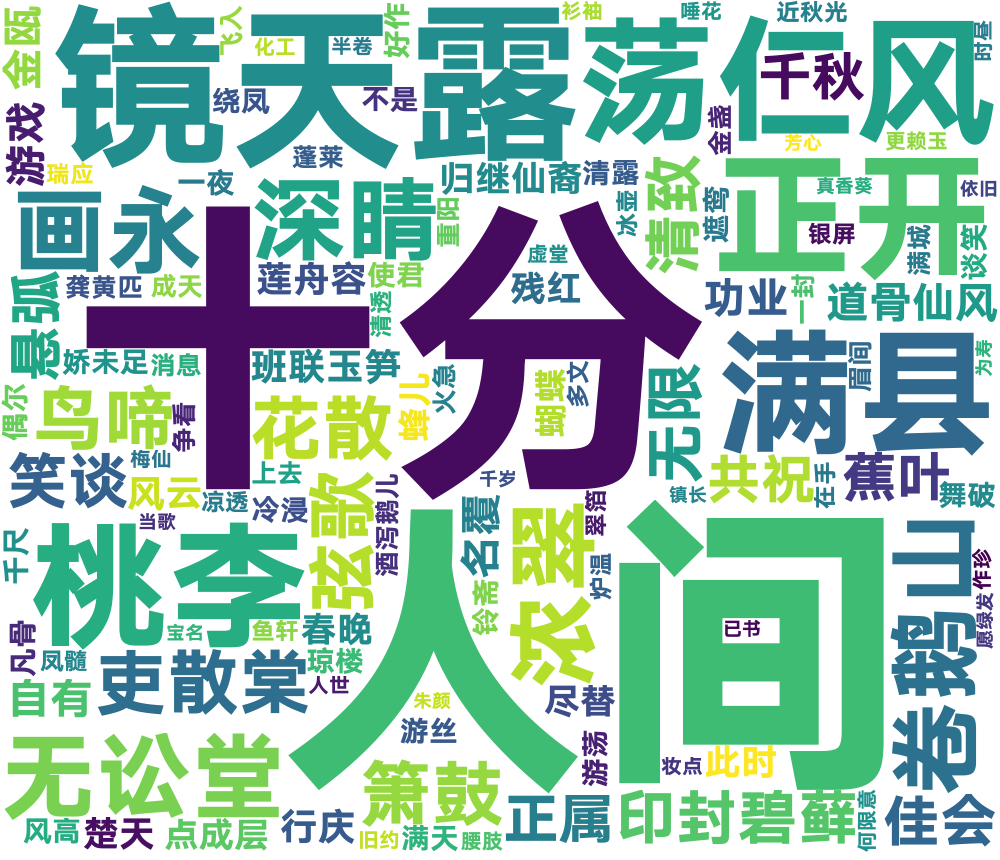 金瓯
镜天
飞入
化工
半卷
好作
露
衫袖
唾花
近秋光
荡
仁风
千秋
时昼
游戏
绕凤
不是
金盏
芳心
更赖玉
瑞应
一夜
蓬莱
归继仙裔
清露
清致
正开
真香葵
依旧
画永
深晴
重阳
冰壶
遮弯
银屏
满城
谈笑
十分
虚堂
龚黄匹
成天
莲舟容
使君
残红
功业
一封
道骨仙风
悬弧
清透
娇未足
消息
班联玉笋
满县
眉间
为寿
偶尔
鸟啼
争看
花散
蜂儿
火急
蝴蝶
多文
无限
笑谈
梅仙
上去
千岁
共祝
蕉叶
风云
凉透
冷浸
弦歌
酒泻鹅儿
名覆
翠箔
镇长
在手
舞破
当歌
浓翠
千尺
桃李
人间
炉温
鹅山
作珍
愿绿发
铃斋
已书
宝名
鱼轩
春晚
凡骨
凤髓
琼楼
吏散棠
人世
自有
朱颜
尽替
卷
游丝
游荡
妆点
此时
无讼堂
箫鼓
正属
印封碧藓
何限意
佳会
风高
楚天
点成层
行庆
旧约
满天
腰肢